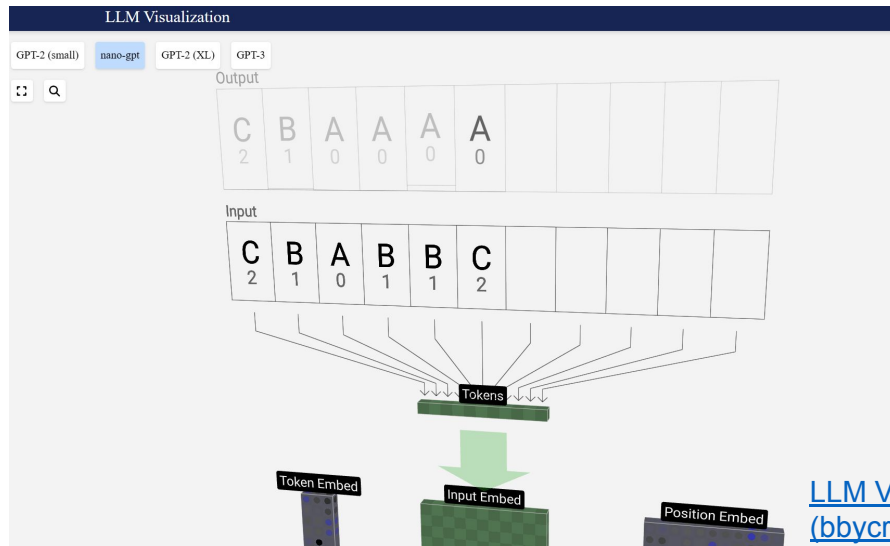 LLM Visualization
GPT-2 (small) nano-gpt GPT-2 (XL) GPT-3
Output
C B A A A A
2 1 0 0 0 0
Input
C B A B B C
2 1 0 1 1 2
Tokens
Token Embed
Input Embed
Position Embed
LLM V
(bbycr